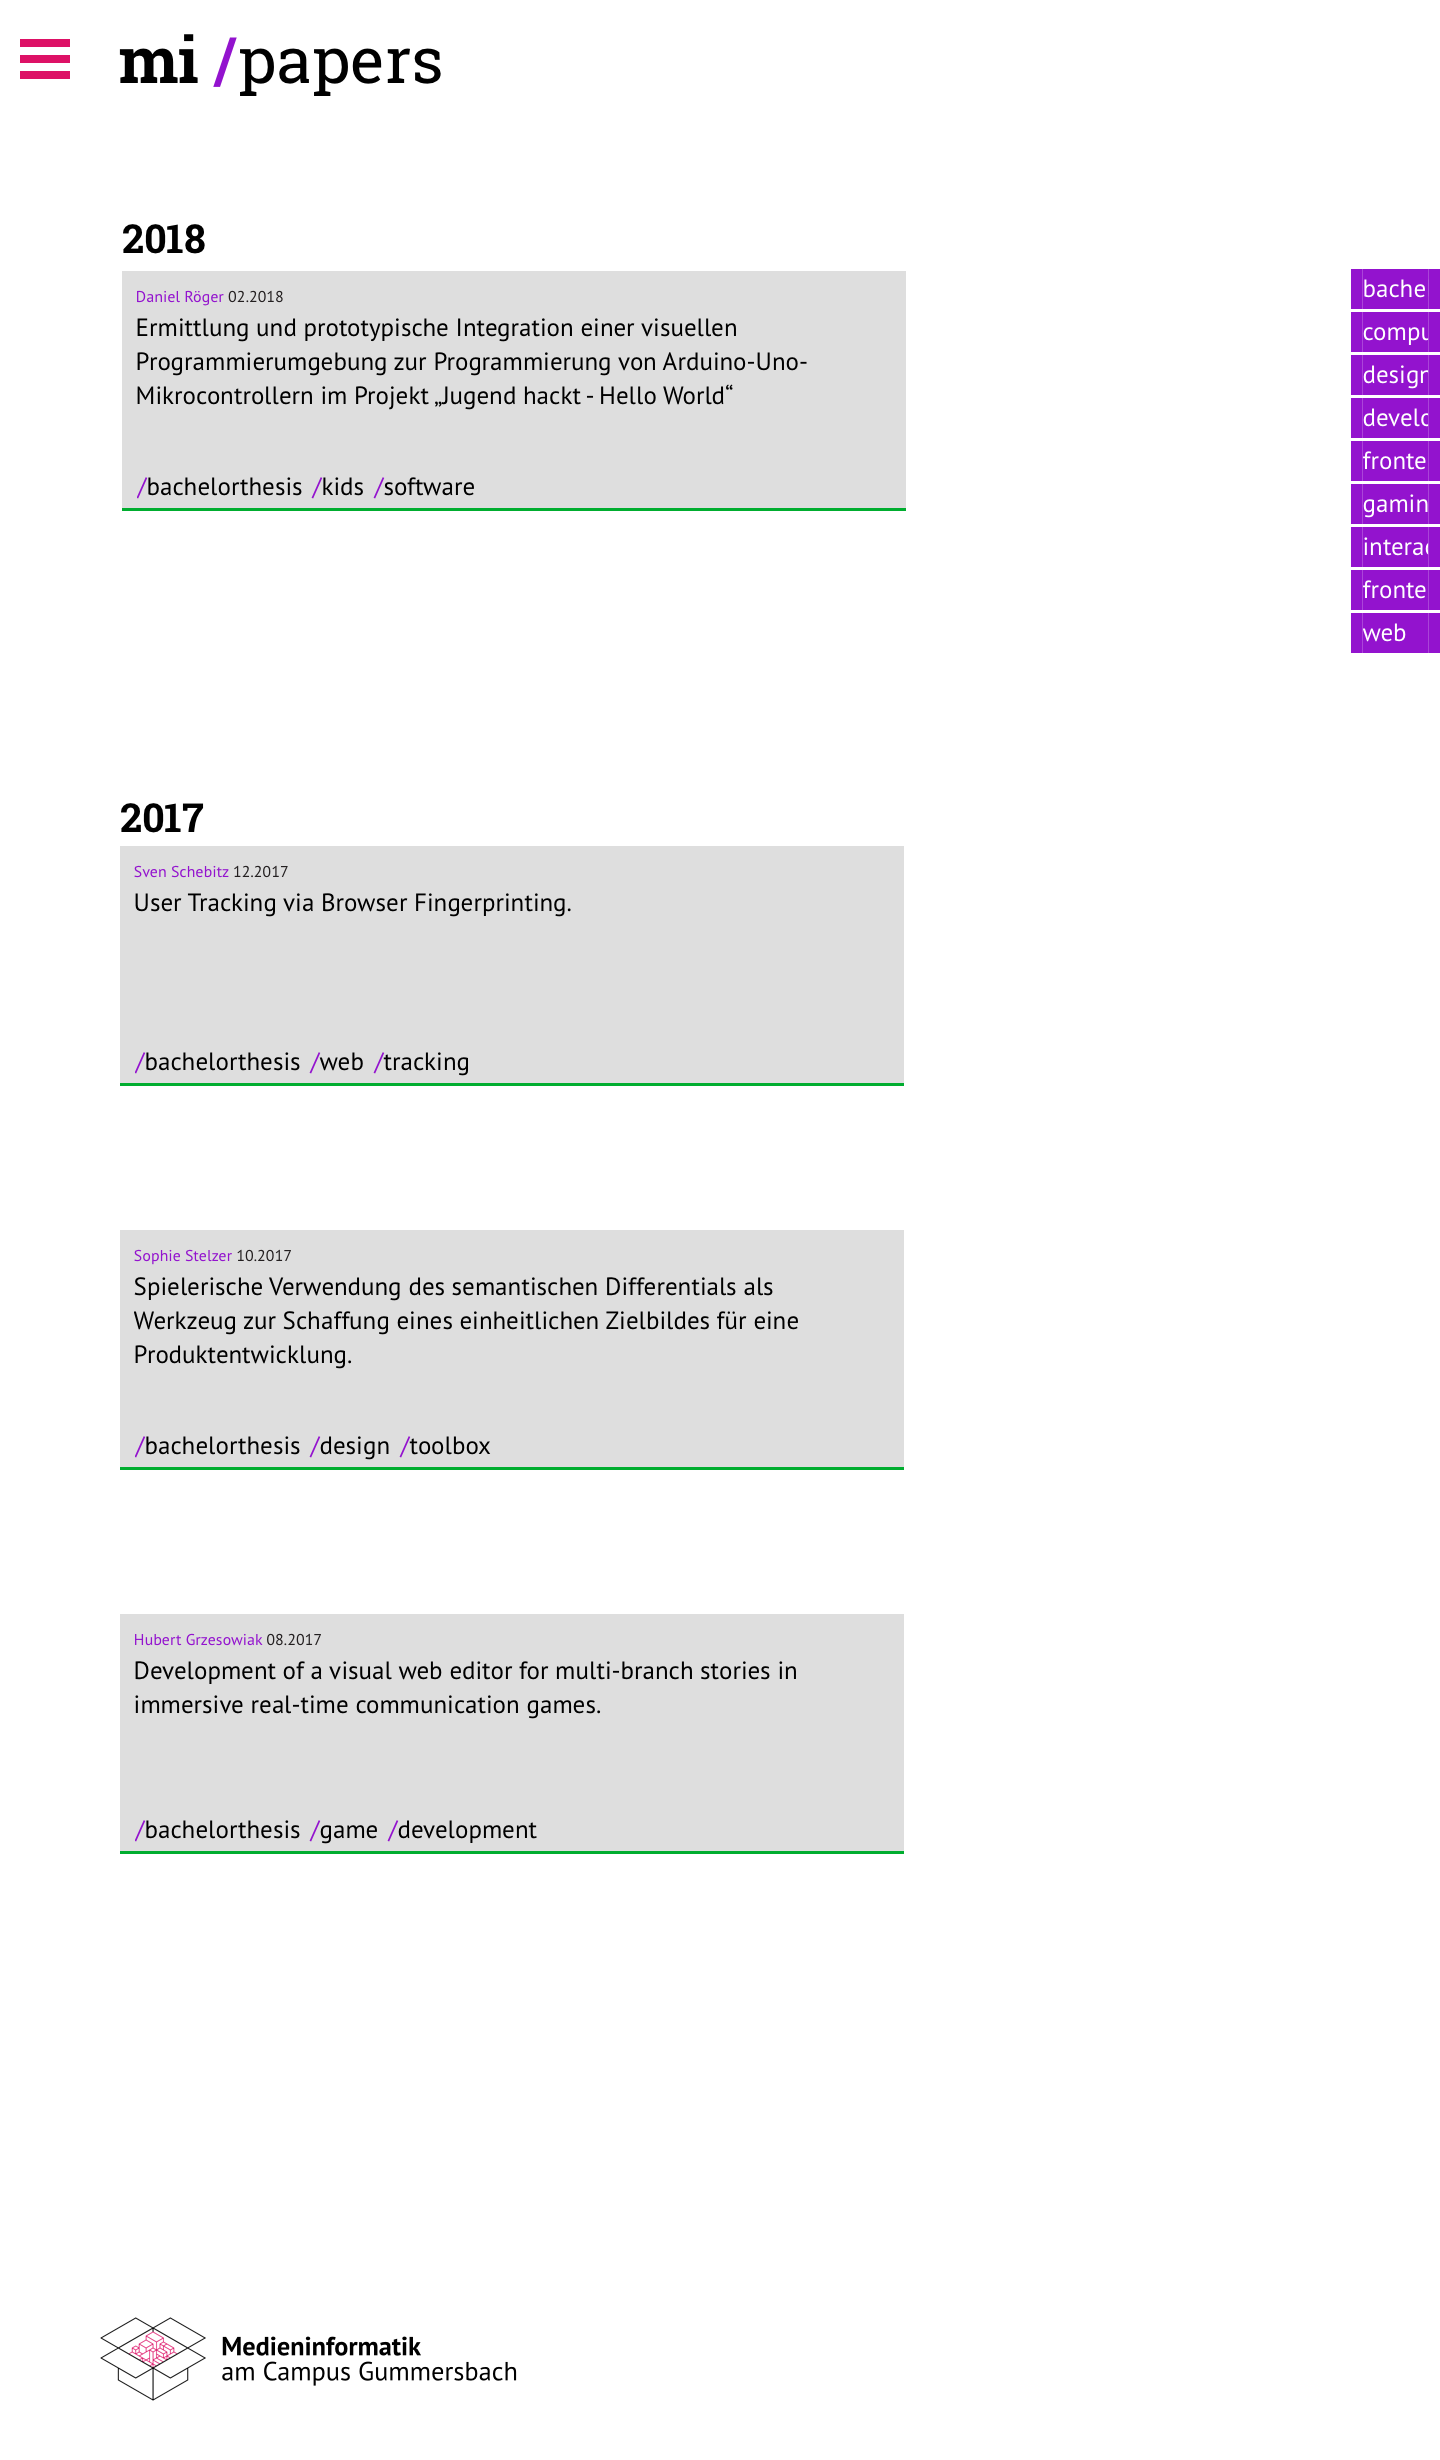 mi /papers
2018
Daniel Röger 02.2018
Ermittlung und prototypische Integration einer visuellen
Programmierumgebung zur Programmierung von Arduino-Uno-
Mikrocontrollern im Projekt „Jugend hackt - Hello World“
/bachelorthesis /kids /software
bache
compu
design
develo
fronte
gamin
interac
fronte
web
2017
Sven Schebitz 12.2017
User Tracking via Browser Fingerprinting.
/bachelorthesis /web /tracking
Sophie Stelzer 10.2017
Spielerische Verwendung des semantischen Differentials als
Werkzeug zur Schaffung eines einheitlichen Zielbildes für eine
Produktentwicklung.
/bachelorthesis /design /toolbox
Hubert Grzesowiak 08.2017
Development of a visual web editor for multi-branch stories in
immersive real-time communication games.
/bachelorthesis /game /development
Medieninformatik
am Campus Gummersbach